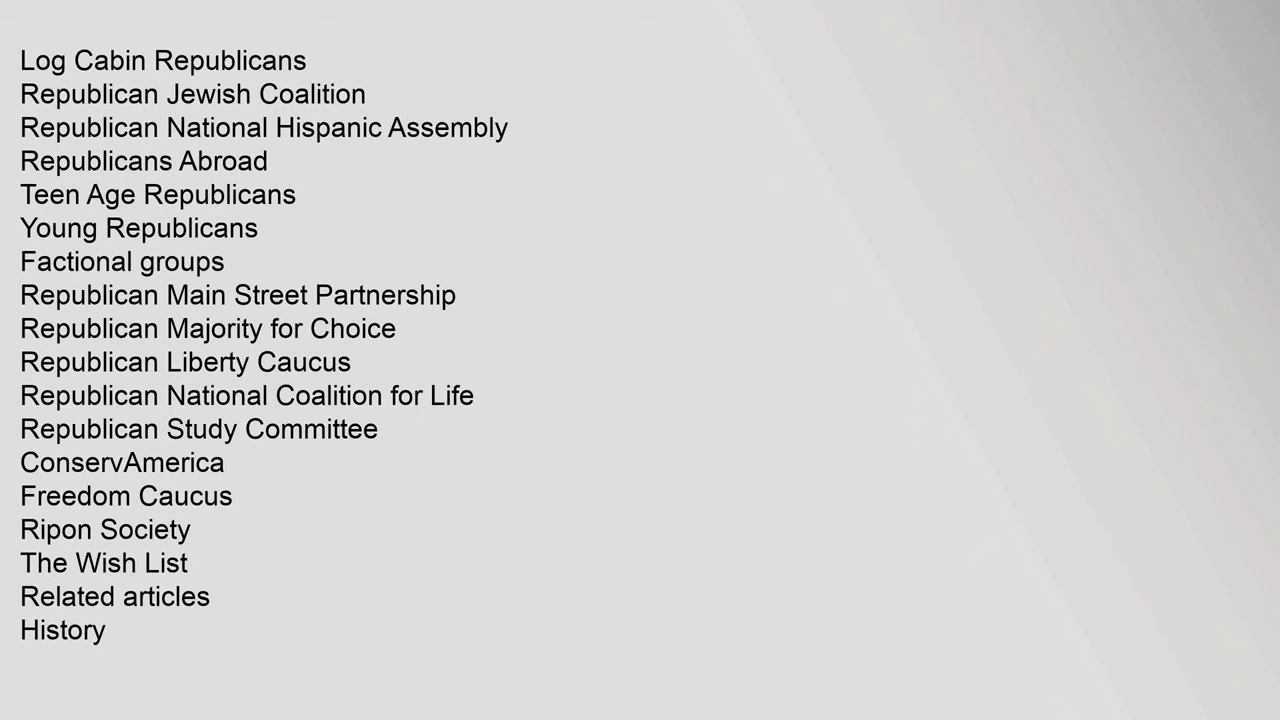 Log Cabin Republicans
Republican Jewish Coalition
Republican National Hispanic Assembly
Republicans Abroad
Teen Age Republicans
Young Republicans
Factional groups
Republican Main Street Partnership
Republican Majority for Choice
Republican Liberty Caucus
Republican National Coalition for Life
Republican Study Committee
ConservAmerica
Freedom Caucus
Ripon Society
The Wish List
Related articles
History